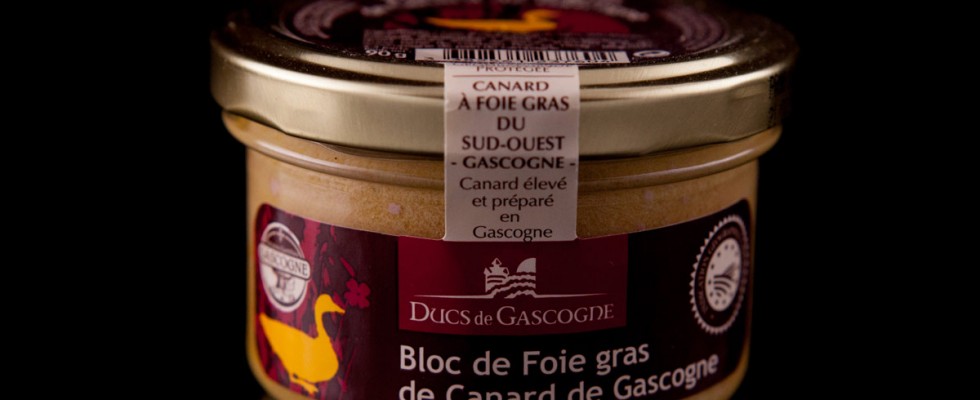 90 g
PROTÉGÉE
CANARD
À FOIE GRAS
DU
SUD-OUEST
- GASCOGNE -
Canard élevé
et préparé
en
Gascogne
GASCOGNE
DUCS DE GASCOGNE
Bloc de Foie gras
de Canard de Gascogne